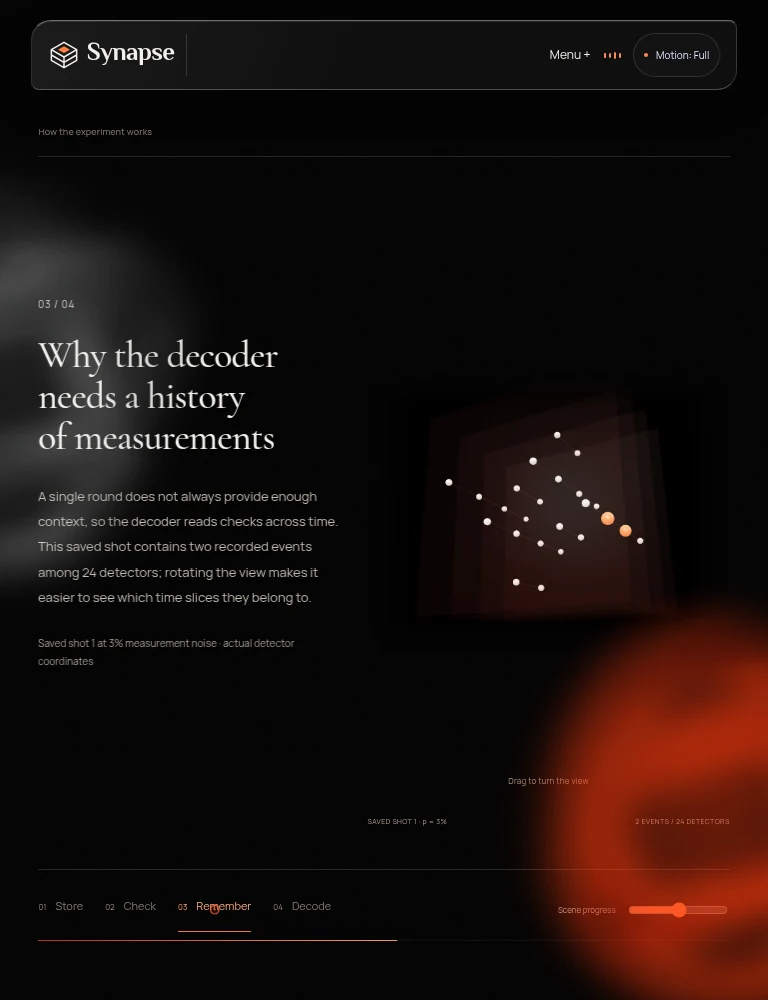 Synapse
Menu +
Motion: Full
How the experiment works
03 / 04
Why the decoder
needs a history
of measurements
A single round does not always provide enough
context, so the decoder reads checks across time.
This saved shot contains two recorded events
among 24 detectors; rotating the view makes it
easier to see which time slices they belong to.
Saved shot 1 at 3% measurement noise · actual detector
coordinates
Drag to turn the view
SAVED SHOT 1 · p = 3%
2 EVENTS / 24 DETECTORS
01 Store
02 Check
03 Remember
04 Decode
Scene progress